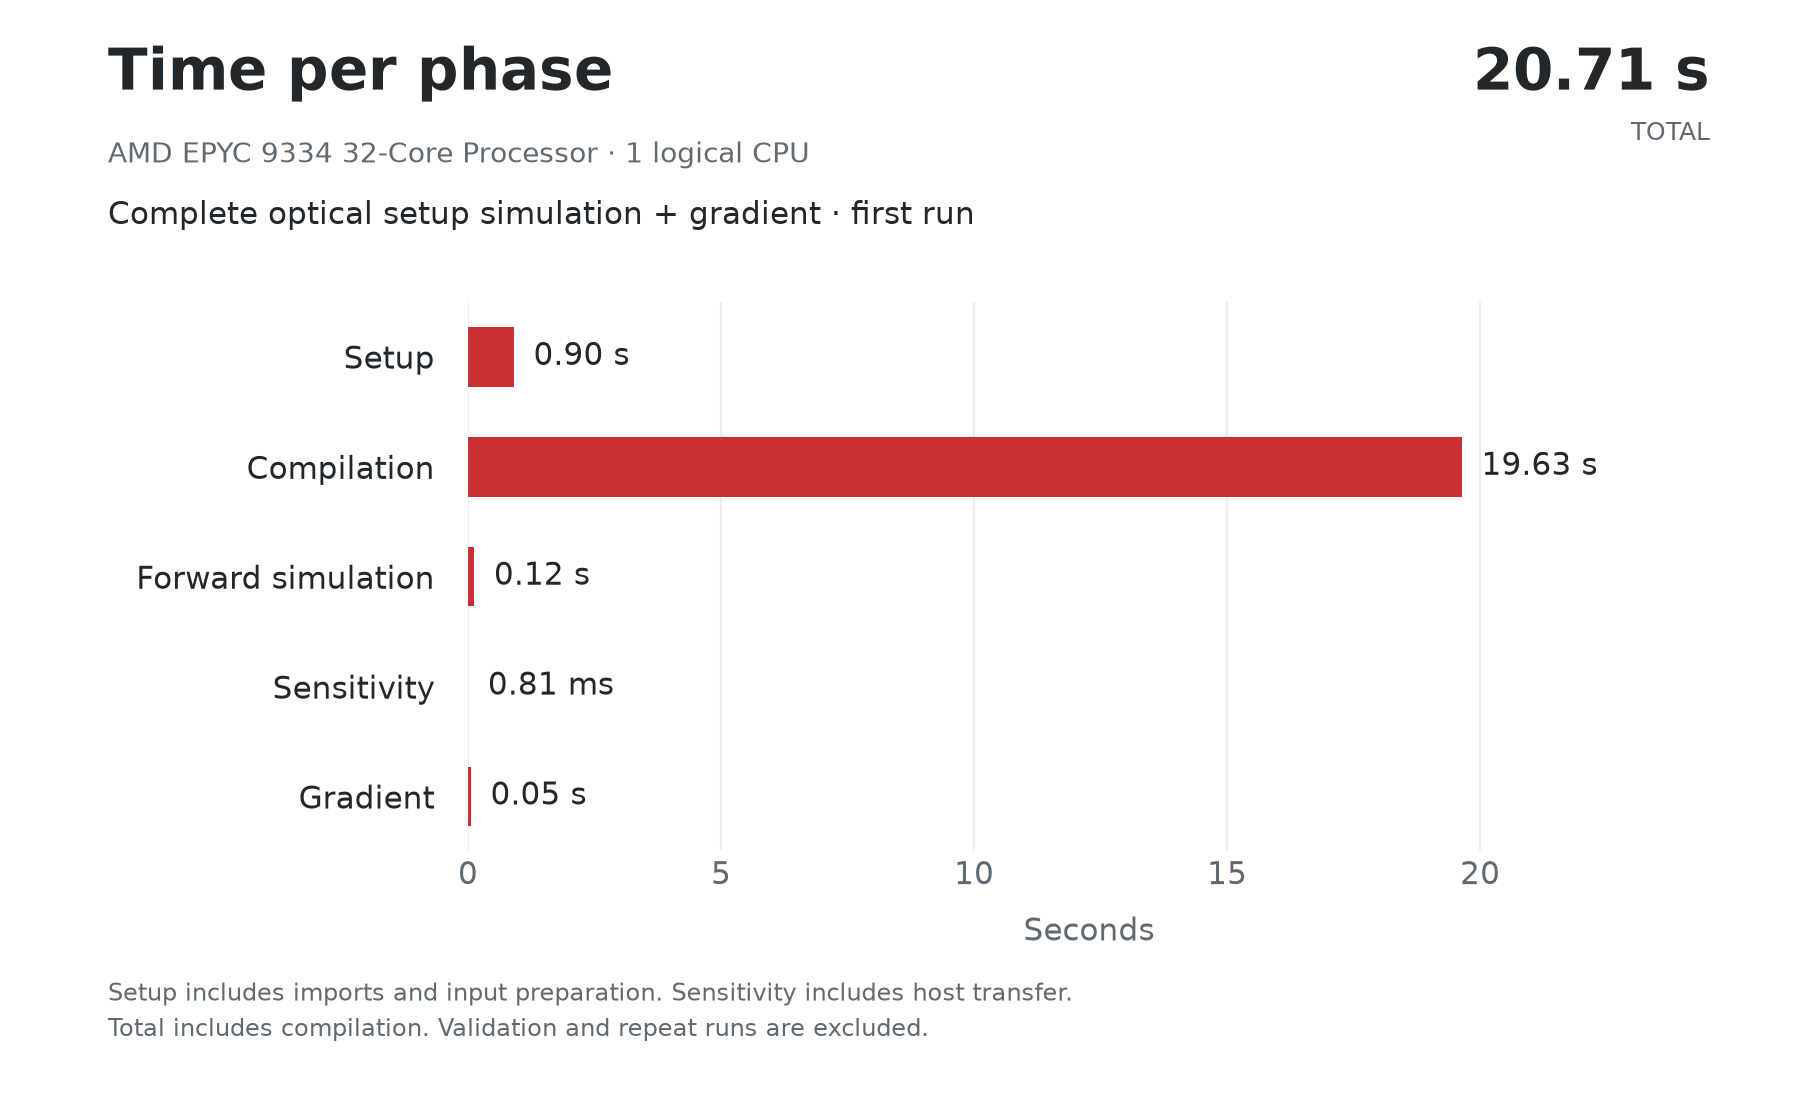 Time per phase
20.71 s
TOTAL
AMD EPYC 9334 32-Core Processor · 1 logical CPU
Complete optical setup simulation + gradient · first run
Setup 0.90 s
Compilation 19.63 s
Forward simulation 0.12 s
Sensitivity 0.81 ms
Gradient 0.05 s
0 5 10 15 20
Seconds
Setup includes imports and input preparation. Sensitivity includes host transfer.
Total includes compilation. Validation and repeat runs are excluded.